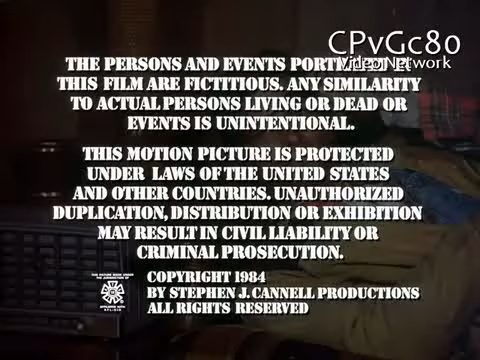 CPvGc80
Video Network
THE PERSONS AND EVENTS IN
THIS FILM ARE FICTITIOUS. ANY SIMILARITY
TO ACTUAL PERSONS LIVING OR DEAD OR
EVENTS IS UNINTENTIONAL.
THIS MOTION PICTURE IS PROTECTED
UNDER LAWS OF THE UNITED STATES
AND OTHER COUNTRIES. UNAUTHORIZED
DUPLICATION, DISTRIBUTION OR EXHIBITION
MAY RESULT IN CIVIL LIABILITY OR
CRIMINAL PROSECUTION.
COPYRIGHT 1984
BY STEPHEN J. CANNELL PRODUCTIONS
ALL RIGHTS RESERVED